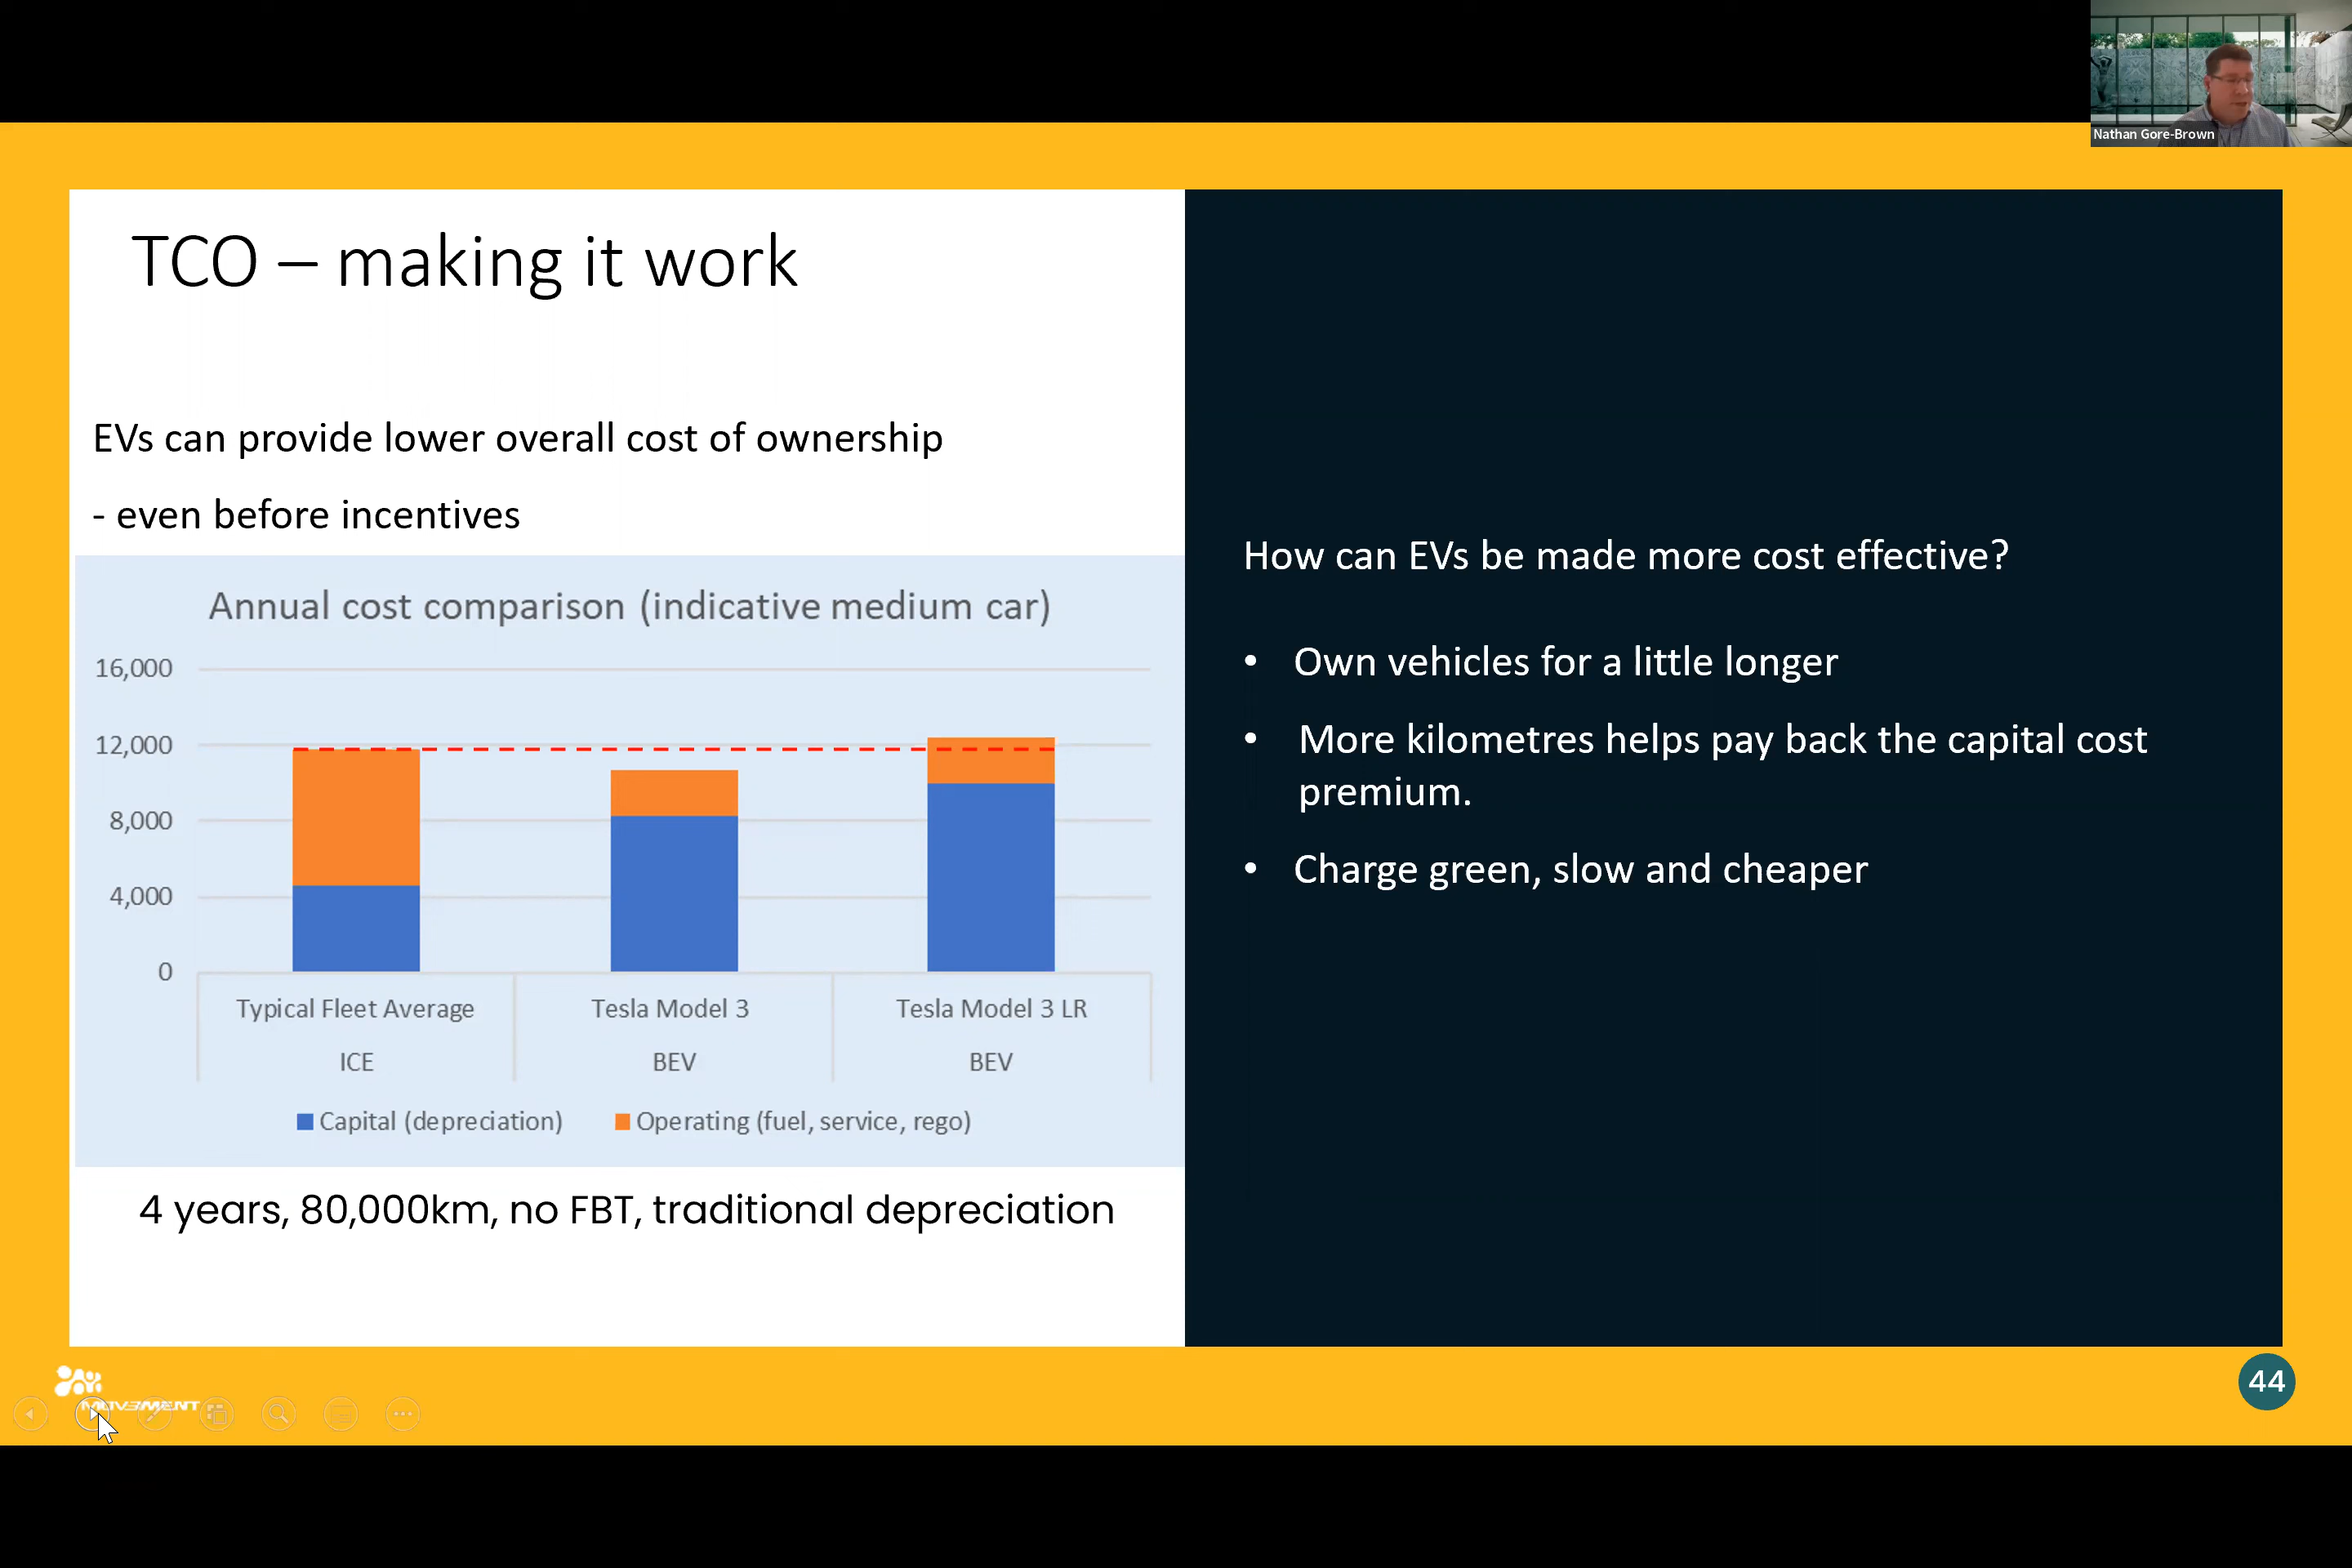 Nathan Gore-Brown
TCO – making it work
EVs can provide lower overall cost of ownership
- even before incentives
Annual cost comparison (indicative medium car)
16,000
12,000
8,000
4,000
0
Typical Fleet Average
Tesla Model 3
Tesla Model 3 LR
ICE
BEV
BEV
Capital (depreciation)
Operating (fuel, service, rego)
4 years, 80,000km, no FBT, traditional depreciation
How can EVs be made more cost effective?
• Own vehicles for a little longer
• More kilometres helps pay back the capital cost
premium.
• Charge green, slow and cheaper
MOV3MENT
44